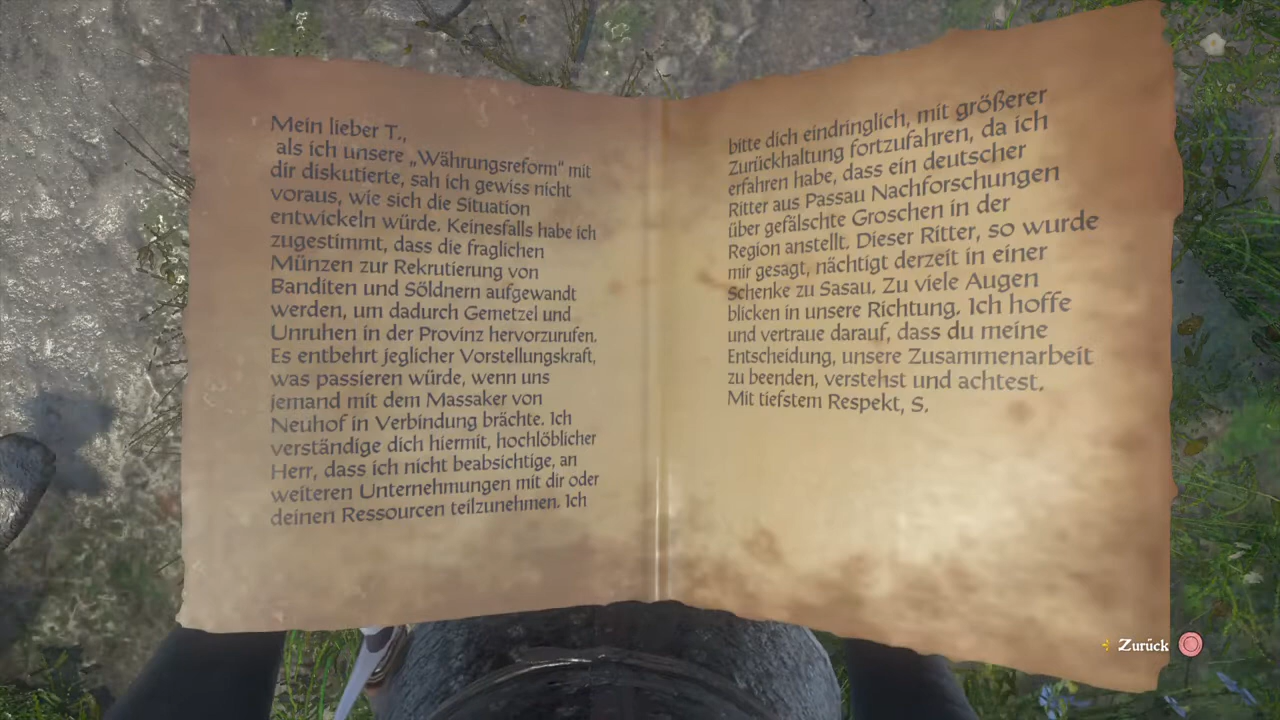 Mein lieber T.,
als ich unsere „Währungsreform“ mit
dir diskutierte, sah ich gewiss nicht
voraus, wie sich die Situation
entwickeln würde. Keinesfalls habe ich
zugestimmt, dass die fraglichen
Münzen zur Rekrutierung von
Banditen und Söldnern aufgewandt
werden, um dadurch Gemetzel und
Unruhen in der Provinz hervorzurufen.
Es entbehrt jeglicher Vorstellungskraft,
was passieren würde, wenn uns
jemand mit dem Massaker von
Neuhof in Verbindung brächte. Ich
verständige dich hiermit, hochlöblicher
Herr, dass ich nicht beabsichtige, an
weiteren Unternehmungen mit dir oder
deinen Ressourcen teilzunehmen. Ich
bitte dich eindringlich, mit größerer
Zurückhaltung fortzufahren, da ich
erfahren habe, dass ein deutscher
Ritter aus Passau Nachforschungen
über gefälschte Groschen in der
Region anstellt. Dieser Ritter, so wurde
mir gesagt, nächtigt derzeit in einer
Schenke zu Sasau. Zu viele Augen
blicken in unsere Richtung. Ich hoffe
und vertraue darauf, dass du meine
Entscheidung, unsere Zusammenarbeit
zu beenden, verstehst und achtest.
Mit tiefstem Respekt, S.
Zurück